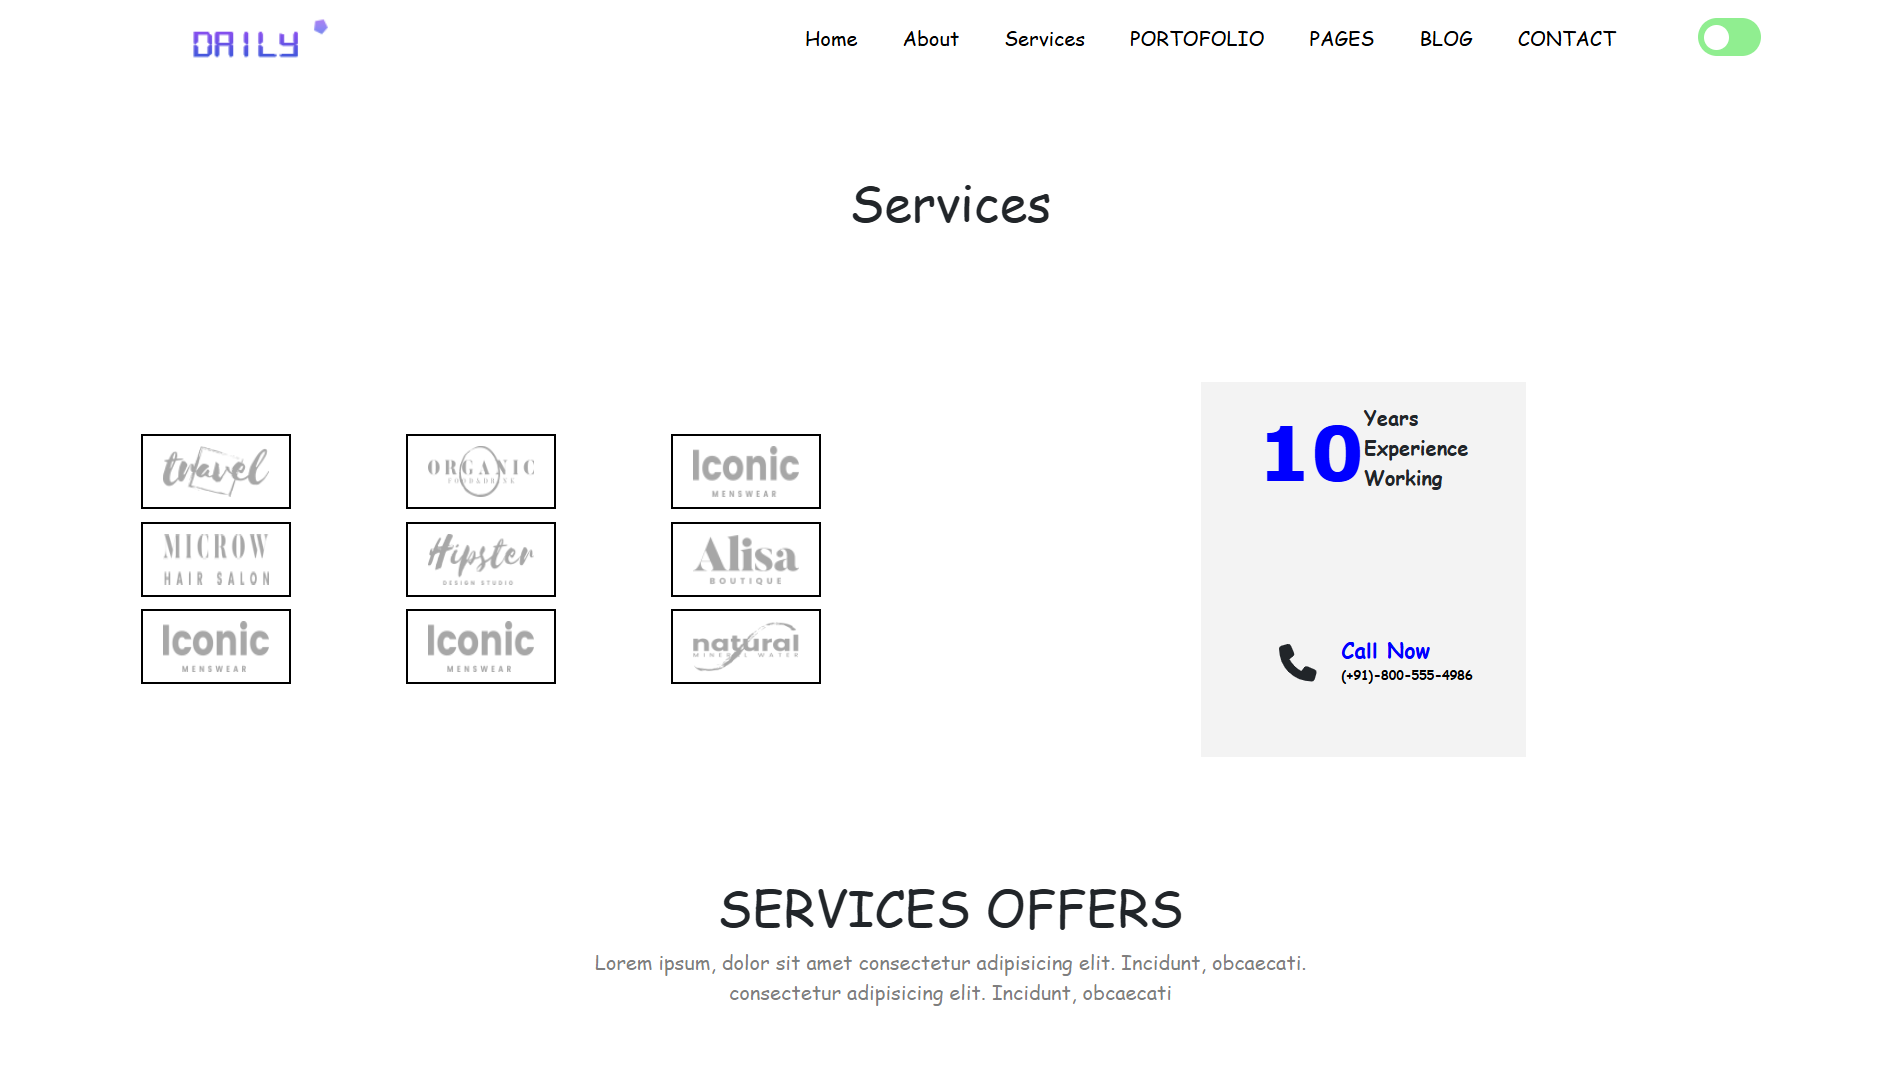 DAILY
Home About Services PORTOFOLIO PAGES BLOG CONTACT
Services
travel
ORGANIC
FOOD&DRINK
Iconic
MENSWEAR
MICROW
HAIR SALON
Hipster
DESIGN STUDIO
Alisa
BOUTIQUE
Iconic
MENSWEAR
Iconic
MENSWEAR
natural
MINERAL WATER
10
Years
Experience
Working
Call Now
(+91)-800-555-4986
SERVICES OFFERS
Lorem ipsum, dolor sit amet consectetur adipisicing elit. Incidunt, obcaecati.
consectetur adipisicing elit. Incidunt, obcaecati